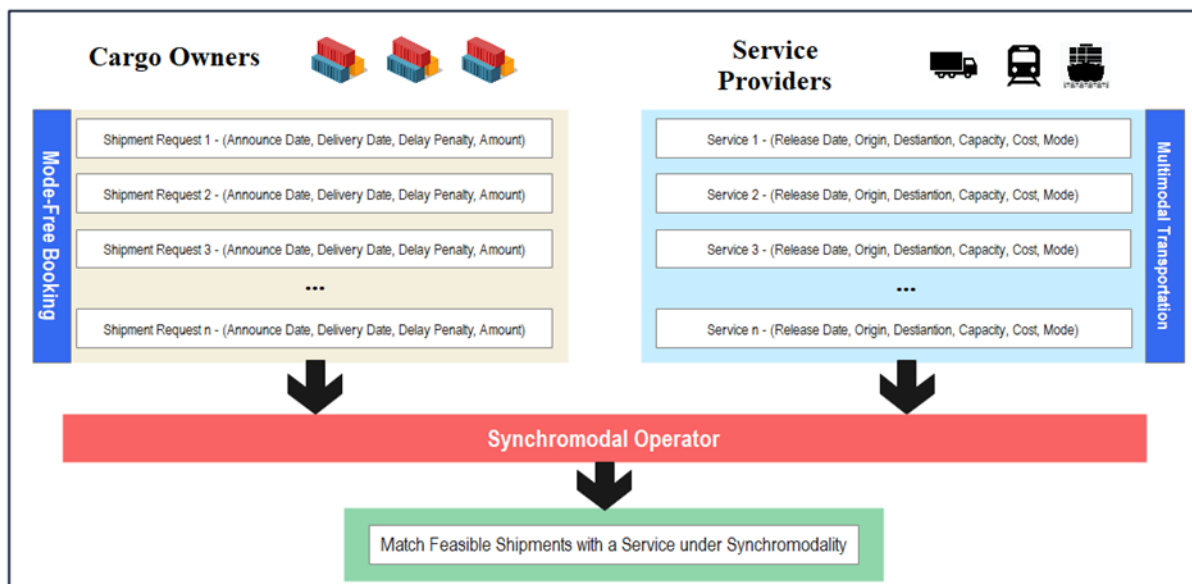 Cargo Owners
Service
Providers
Mode-Free Booking
Shipment Request 1 - (Announce Date, Delivery Date, Delay Penalty, Amount)
Shipment Request 2 - (Announce Date, Delivery Date, Delay Penalty, Amount)
Shipment Request 3 - (Announce Date, Delivery Date, Delay Penalty, Amount)
...
Shipment Request n - (Announce Date, Delivery Date, Delay Penalty, Amount)
Service 1 - (Release Date, Origin, Destiantion, Capacity, Cost, Mode)
Service 2 - (Release Date, Origin, Destiantion, Capacity, Cost, Mode)
Service 3 - (Release Date, Origin, Destiantion, Capacity, Cost, Mode)
...
Service n - (Release Date, Origin, Destiantion, Capacity, Cost, Mode)
Multimodal Transportation
Synchromodal Operator
Match Feasible Shipments with a Service under Synchromodality